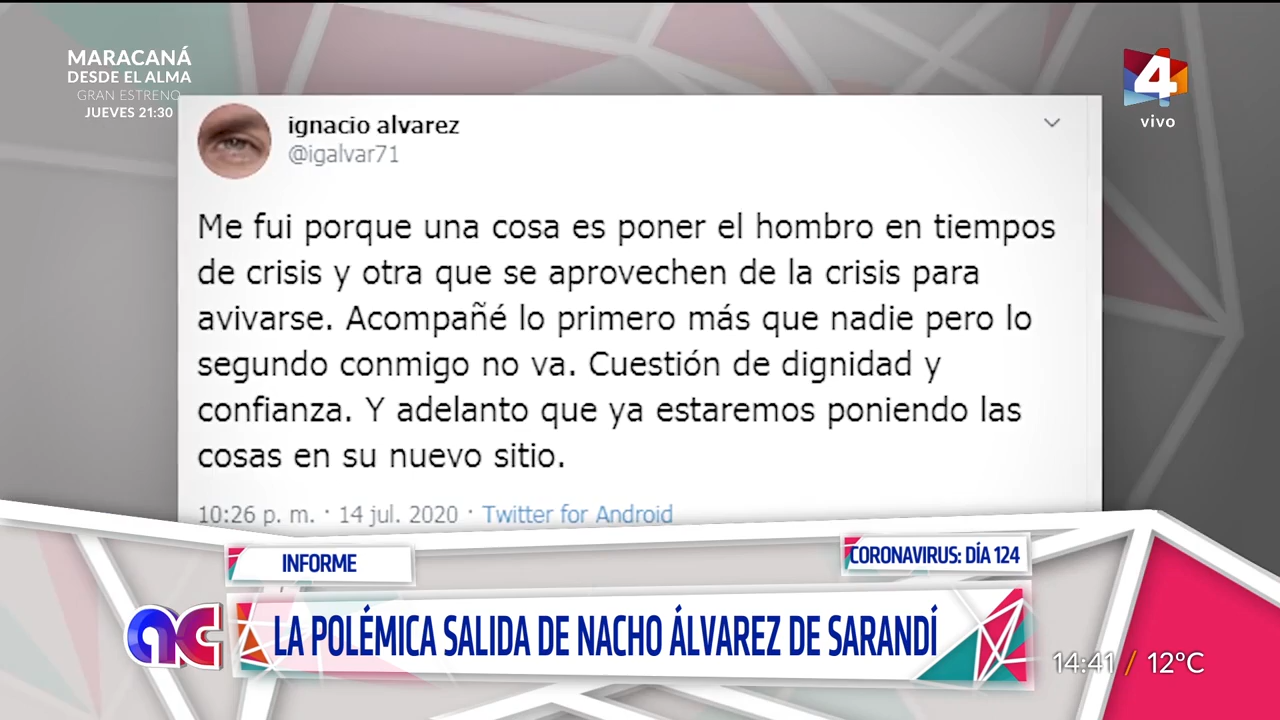 MARACANÁ
DESDE EL ALMA
GRAN ESTRENO
JUEVES 21:30
4
vivo
ignacio alvarez
@igalvar71
Me fui porque una cosa es poner el hombro en tiempos
de crisis y otra que se aprovechen de la crisis para
avivarse. Acompañé lo primero más que nadie pero lo
segundo conmigo no va. Cuestión de dignidad y
confianza. Y adelanto que ya estaremos poniendo las
cosas en su nuevo sitio.
10:26 p. m. · 14 jul. 2020 · Twitter for Android
INFORME
CORONAVIRUS: DÍA 124
ac
LA POLÉMICA SALIDA DE NACHO ÁLVAREZ DE SARANDÍ
14:41 / 12°C